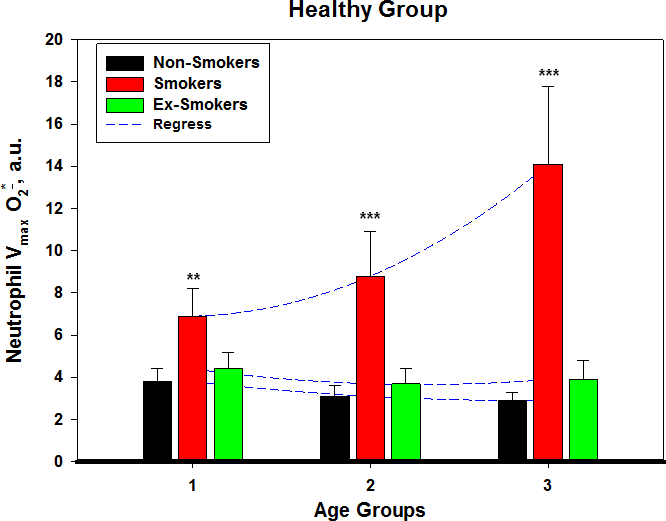 Healthy Group
Neutrophil Vmax O2*-, a.u.
20
18
16
14
12
10
8
6
4
2
0
Non-Smokers
Smokers
Ex-Smokers
Regress
**
***
***
1 2 3
Age Groups